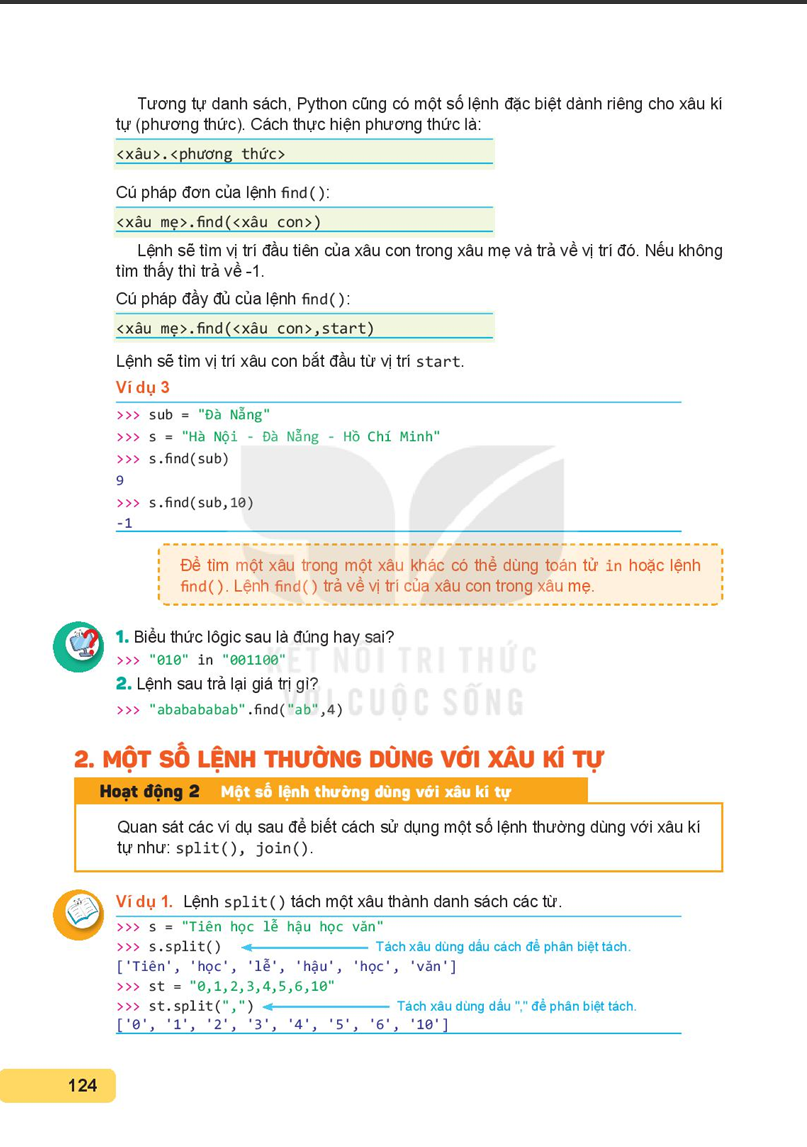 Tương tự danh sách, Python cũng có một số lệnh đặc biệt dành riêng cho xâu kí
tự (phương thức). Cách thực hiện phương thức là:
<xâu>.<phương thức>
Cú pháp đơn của lệnh find():
<xâu mẹ>.find(<xâu con>)
Lệnh sẽ tìm vị trí đầu tiên của xâu con trong xâu mẹ và trả về vị trí đó. Nếu không
tìm thấy thì trả về -1.
Cú pháp đầy đủ của lệnh find():
<xâu mẹ>.find(<xâu con>,start)
Lệnh sẽ tìm vị trí xâu con bắt đầu từ vị trí start.
Ví dụ 3
>>> sub = "Đà Nẵng"
>>> s = "Hà Nội - Đà Nẵng - Hồ Chí Minh"
>>> s.find(sub)
9
>>> s.find(sub,10)
-1
Để tìm một xâu trong một xâu khác có thể dùng toán tử in hoặc lệnh
find(). Lệnh find() trả về vị trí của xâu con trong xâu mẹ.
1. Biểu thức lôgic sau là đúng hay sai?
>>> "010" in "001100"
KẾT NỐI TRI THỨC
2. Lệnh sau trả lại giá trị gì?
VỚI CUỘC SỐNG
>>> "ababababab".find("ab",4)
2. MỘT SỐ LỆNH THƯỜNG DÙNG VỚI XÂU KÍ TỰ
Hoạt động 2 Một số lệnh thường dùng với xâu kí tự
Quan sát các ví dụ sau để biết cách sử dụng một số lệnh thường dùng với xâu kí
tự như: split(), join().
Ví dụ 1. Lệnh split() tách một xâu thành danh sách các từ.
>>> s = "Tiên học lễ hậu học văn"
>>> s.split() Tách xâu dùng dấu cách để phân biệt tách.
['Tiên', 'học', 'lễ', 'hậu', 'học', 'văn']
>>> st = "0,1,2,3,4,5,6,10"
>>> st.split(",") Tách xâu dùng dấu "," để phân biệt tách.
['0', '1', '2', '3', '4', '5', '6', '10']
124